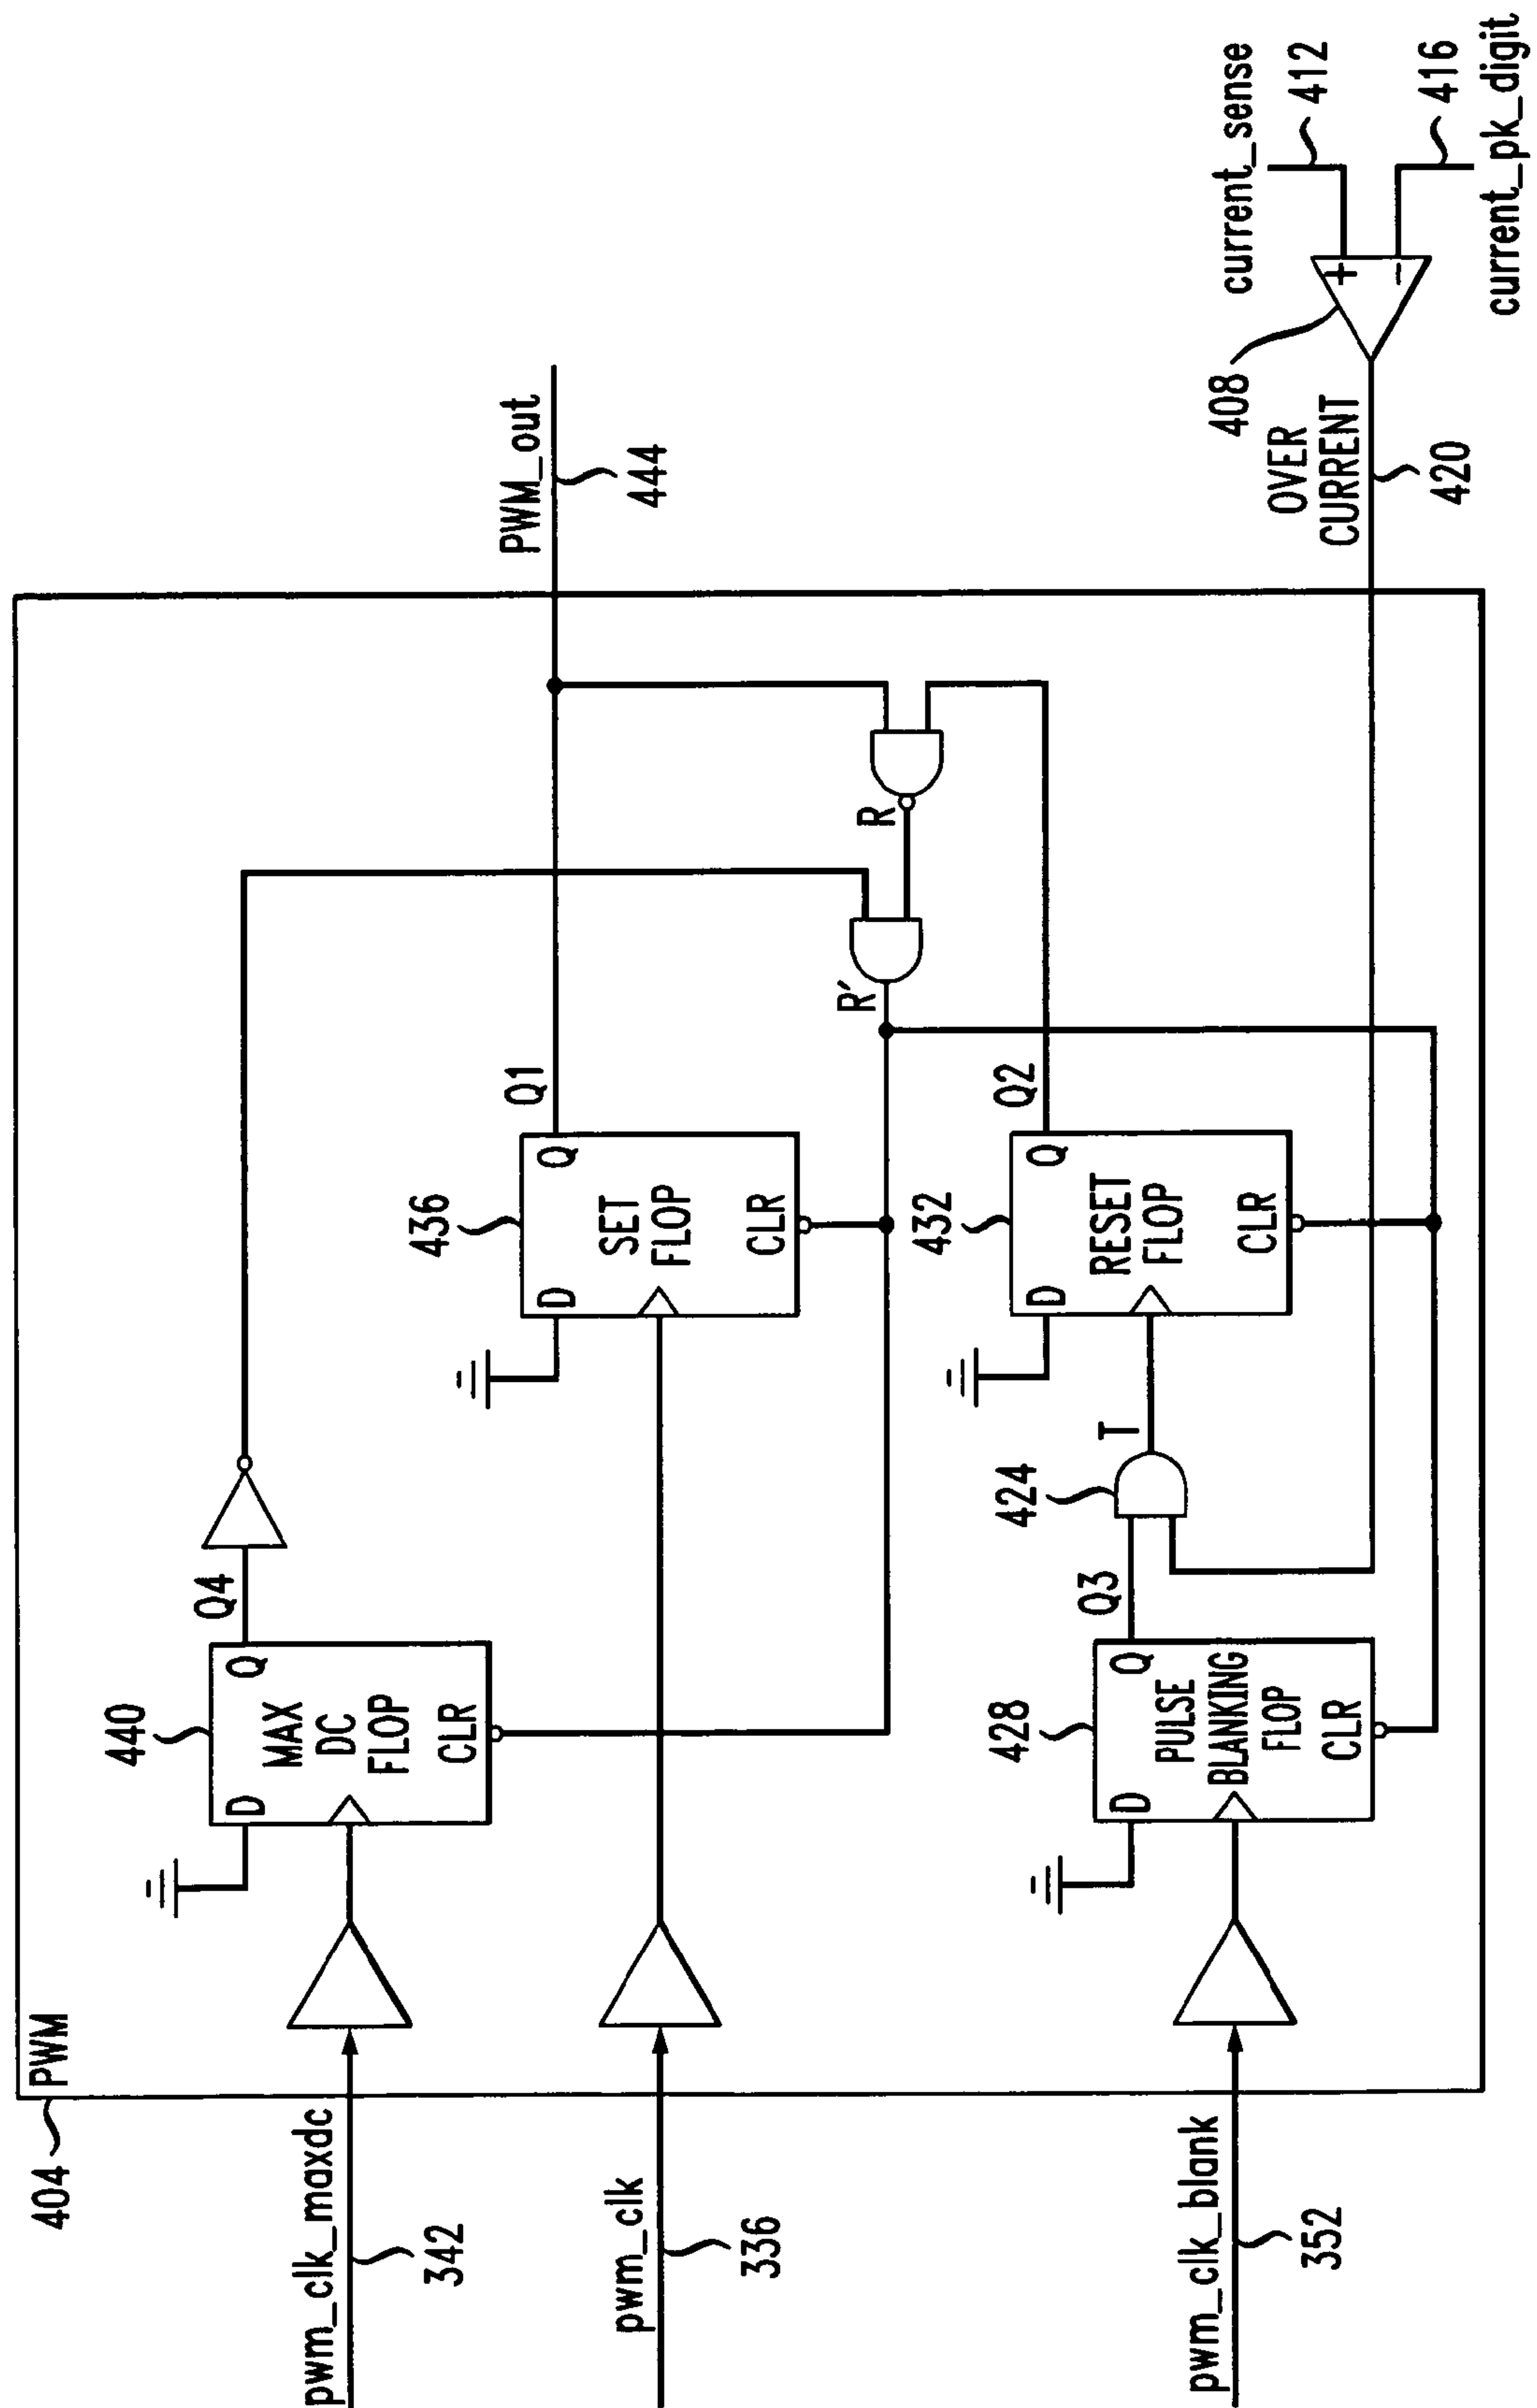 404
PWM
pwm_clk_maxdc
342
pwm_clk
336
pwm_clk_blank
352
440
D
Q
MAX
DC
FLOP
CLR
Q4
436
D
Q
SET
FLOP
CLR
Q1
R'
R
PWM_out
444
428
D
Q
PULSE
BLANKING
FLOP
CLR
Q3
424
T
432
D
Q
RESET
FLOP
CLR
Q2
OVER
CURRENT
420
408
+
−
current_sense
412
416
current_pk_digit